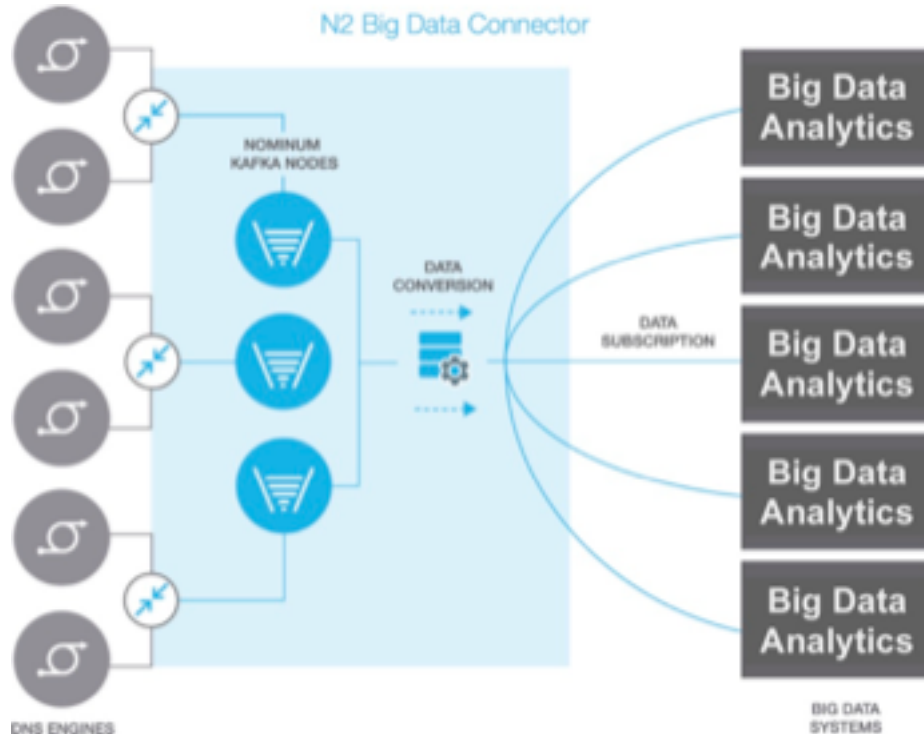 N2 Big Data Connector
NOMINUM
KAFKA NODES
DATA
CONVERSION
DATA
SUBSCRIPTION
Big Data
Analytics
Big Data
Analytics
Big Data
Analytics
Big Data
Analytics
Big Data
Analytics
DNS ENGINES
BIG DATA
SYSTEMS